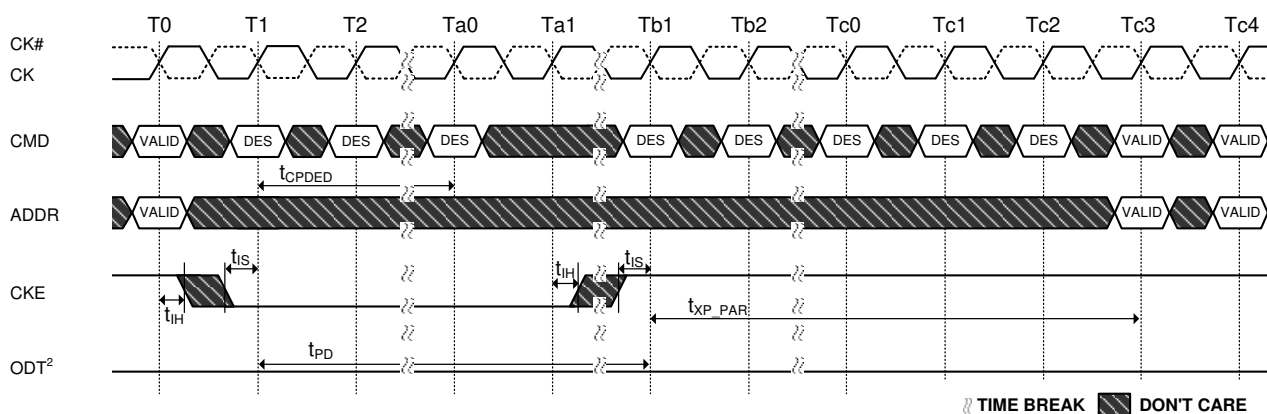 T0 T1 T2 Ta0 Ta1 Tb1 Tb2 Tc0 Tc1 Tc2 Tc3 Tc4
CK#
CK
CMD VALID DES DES DES DES DES DES DES DES VALID VALID
tCPDED
ADDR VALID VALID VALID
tIS tIH tIS
CKE
tIH tXP_PAR
tPD
ODT2
TIME BREAK DON'T CARE